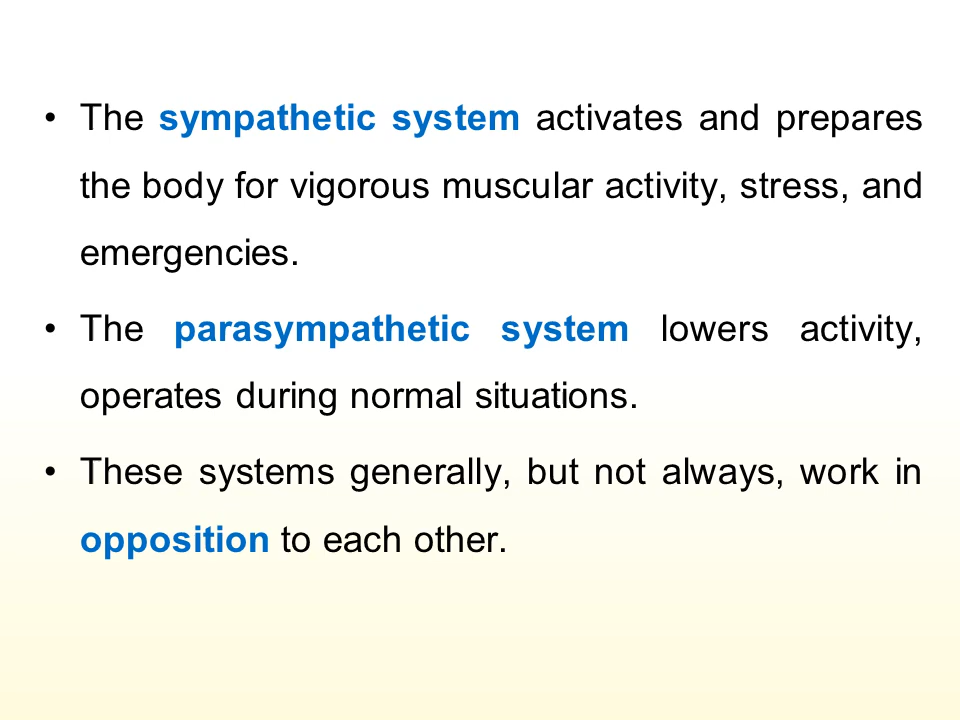 • The sympathetic system activates and prepares
the body for vigorous muscular activity, stress, and
emergencies.
• The parasympathetic system lowers activity,
operates during normal situations.
• These systems generally, but not always, work in
opposition to each other.